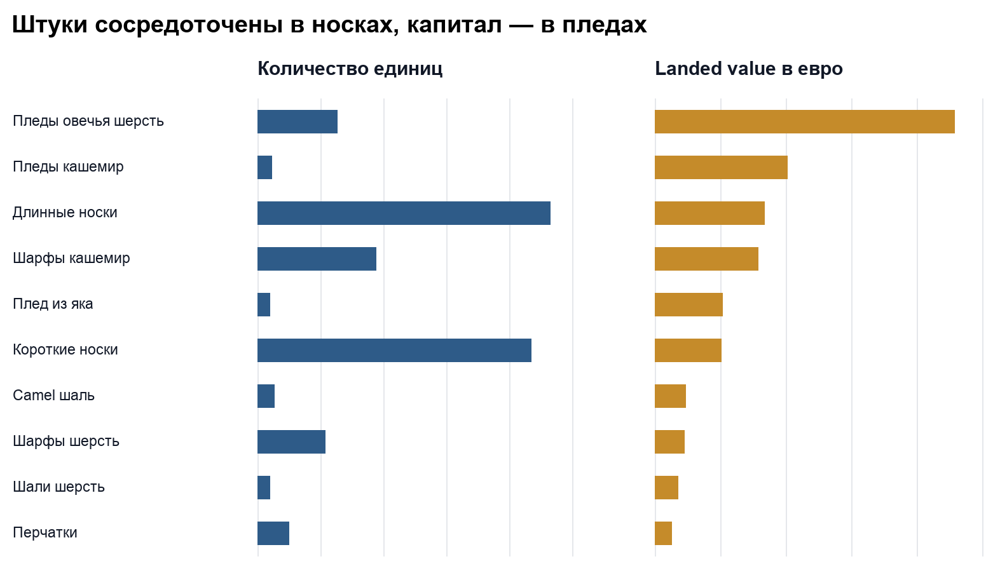 Штуки сосредоточены в носках, капитал — в пледах
Количество единиц
Landed value в евро
Пледы овечья шерсть
Пледы кашемир
Длинные носки
Шарфы кашемир
Плед из яка
Короткие носки
Camel шаль
Шарфы шерсть
Шали шерсть
Перчатки